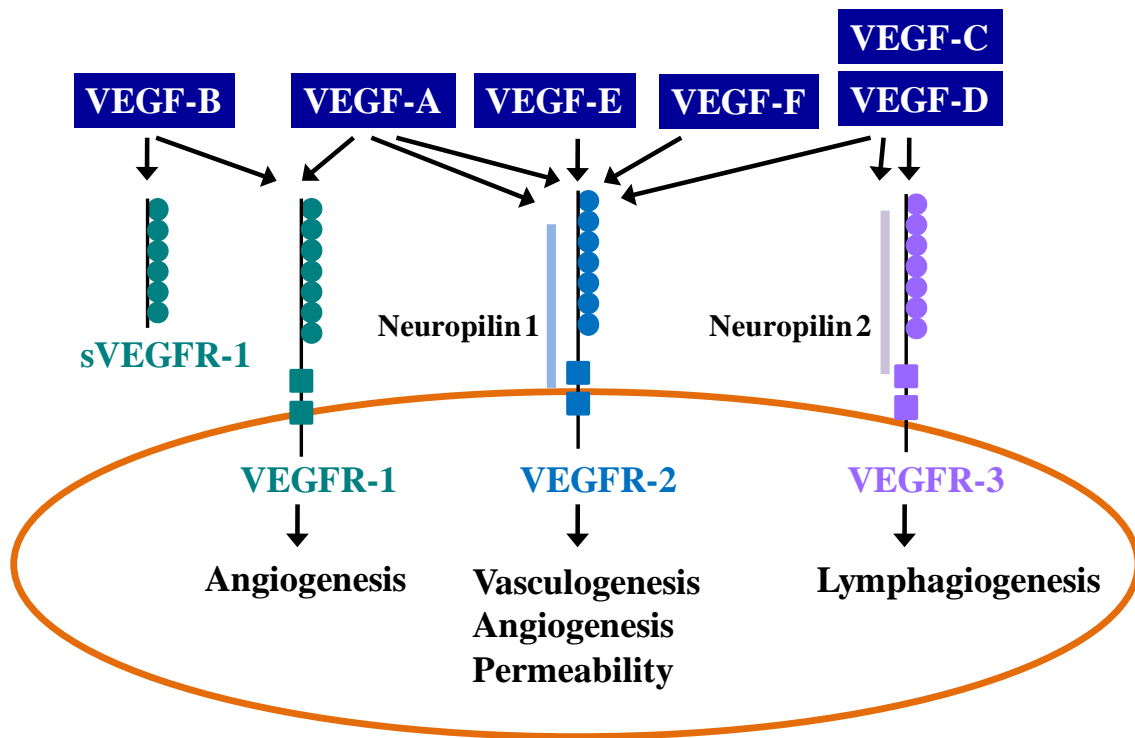 VEGF-C
VEGF-B
VEGF-A
VEGF-E
VEGF-F
VEGF-D
Neuropilin 1
Neuropilin 2
sVEGFR-1
VEGFR-1
VEGFR-2
VEGFR-3
Angiogenesis
Vasculogenesis
Angiogenesis
Permeability
Lymphagiogenesis